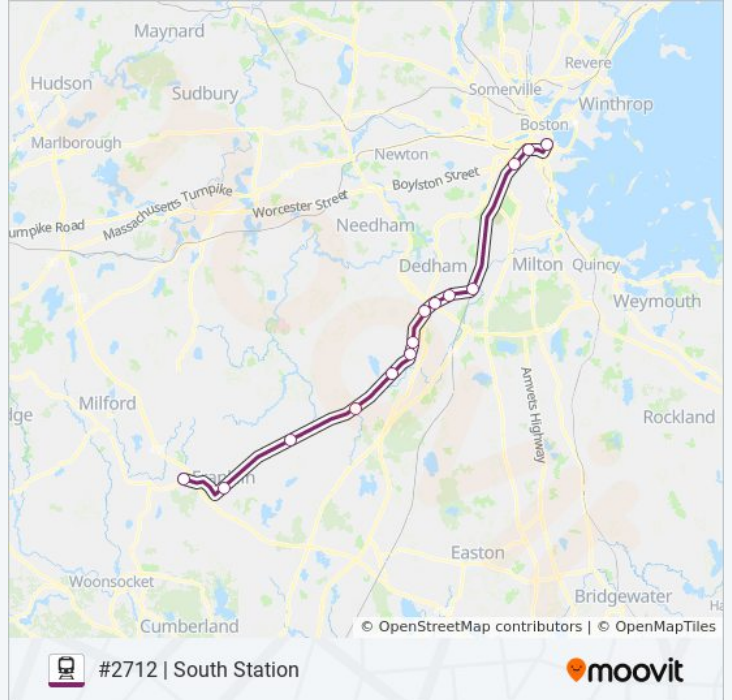 Maynard
Revere
Hudson
Sudbury
Somerville
Winthrop
Boston
Marlborough
Newton
Boylston Street
Massachusetts Turnpike
Worcester Street
umpike Road
Needham
Dedham
Milton
Quincy
Weymouth
Amvets Highway
dge
Milford
Rockland
Franklin
Easton
Woonsocket
Bridgewater
Ha
Cumberland
© OpenStreetMap contributors | © OpenMapTiles
#2712 | South Station
moovit